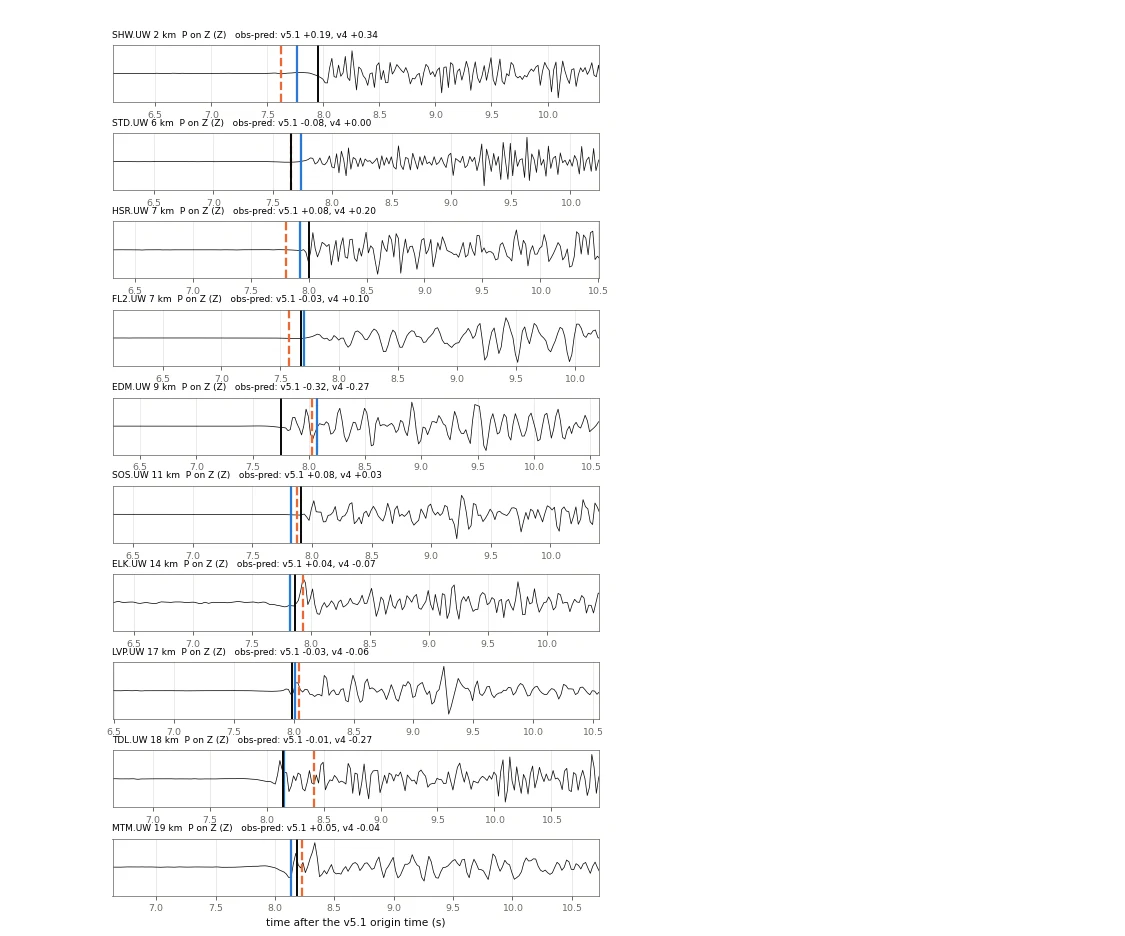 SHW.UW 2 km  P on Z (Z)   obs-pred: v5.1 +0.19, v4 +0.34
6.5 7.0 7.5 8.0 8.5 9.0 9.5 10.0
STD.UW 6 km  P on Z (Z)   obs-pred: v5.1 -0.08, v4 +0.00
6.5 7.0 7.5 8.0 8.5 9.0 9.5 10.0
HSR.UW 7 km  P on Z (Z)   obs-pred: v5.1 +0.08, v4 +0.20
6.5 7.0 7.5 8.0 8.5 9.0 9.5 10.0 10.5
FL2.UW 7 km  P on Z (Z)   obs-pred: v5.1 -0.03, v4 +0.10
6.5 7.0 7.5 8.0 8.5 9.0 9.5 10.0
EDM.UW 9 km  P on Z (Z)   obs-pred: v5.1 -0.32, v4 -0.27
6.5 7.0 7.5 8.0 8.5 9.0 9.5 10.0 10.5
SOS.UW 11 km  P on Z (Z)   obs-pred: v5.1 +0.08, v4 +0.03
6.5 7.0 7.5 8.0 8.5 9.0 9.5 10.0
ELK.UW 14 km  P on Z (Z)   obs-pred: v5.1 +0.04, v4 -0.07
6.5 7.0 7.5 8.0 8.5 9.0 9.5 10.0
LVP.UW 17 km  P on Z (Z)   obs-pred: v5.1 -0.03, v4 -0.06
6.5 7.0 7.5 8.0 8.5 9.0 9.5 10.0 10.5
TDL.UW 18 km  P on Z (Z)   obs-pred: v5.1 -0.01, v4 -0.27
7.0 7.5 8.0 8.5 9.0 9.5 10.0 10.5
MTM.UW 19 km  P on Z (Z)   obs-pred: v5.1 +0.05, v4 -0.04
7.0 7.5 8.0 8.5 9.0 9.5 10.0 10.5
time after the v5.1 origin time (s)